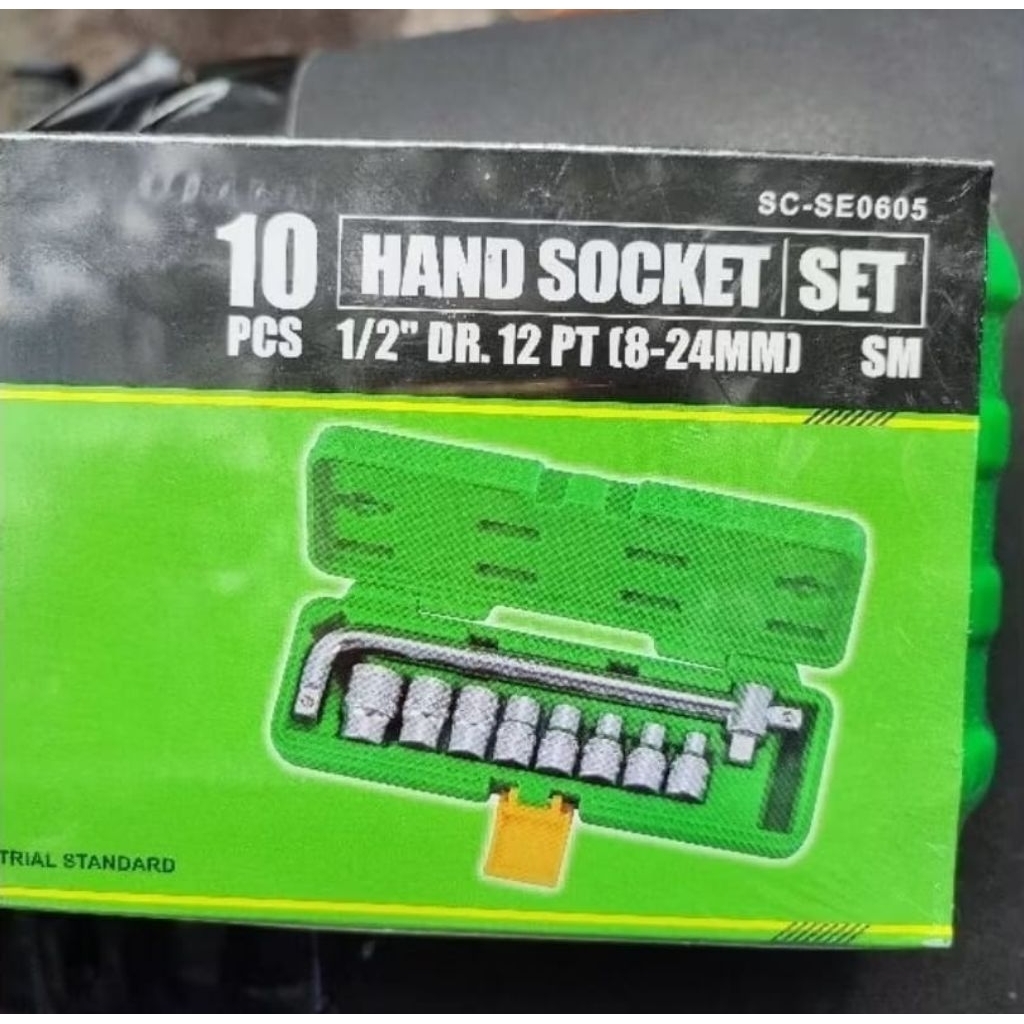 SC-SE0605
10 HAND SOCKET SET
PCS 1/2" DR. 12 PT (8-24MM) SM
TRIAL STANDARD